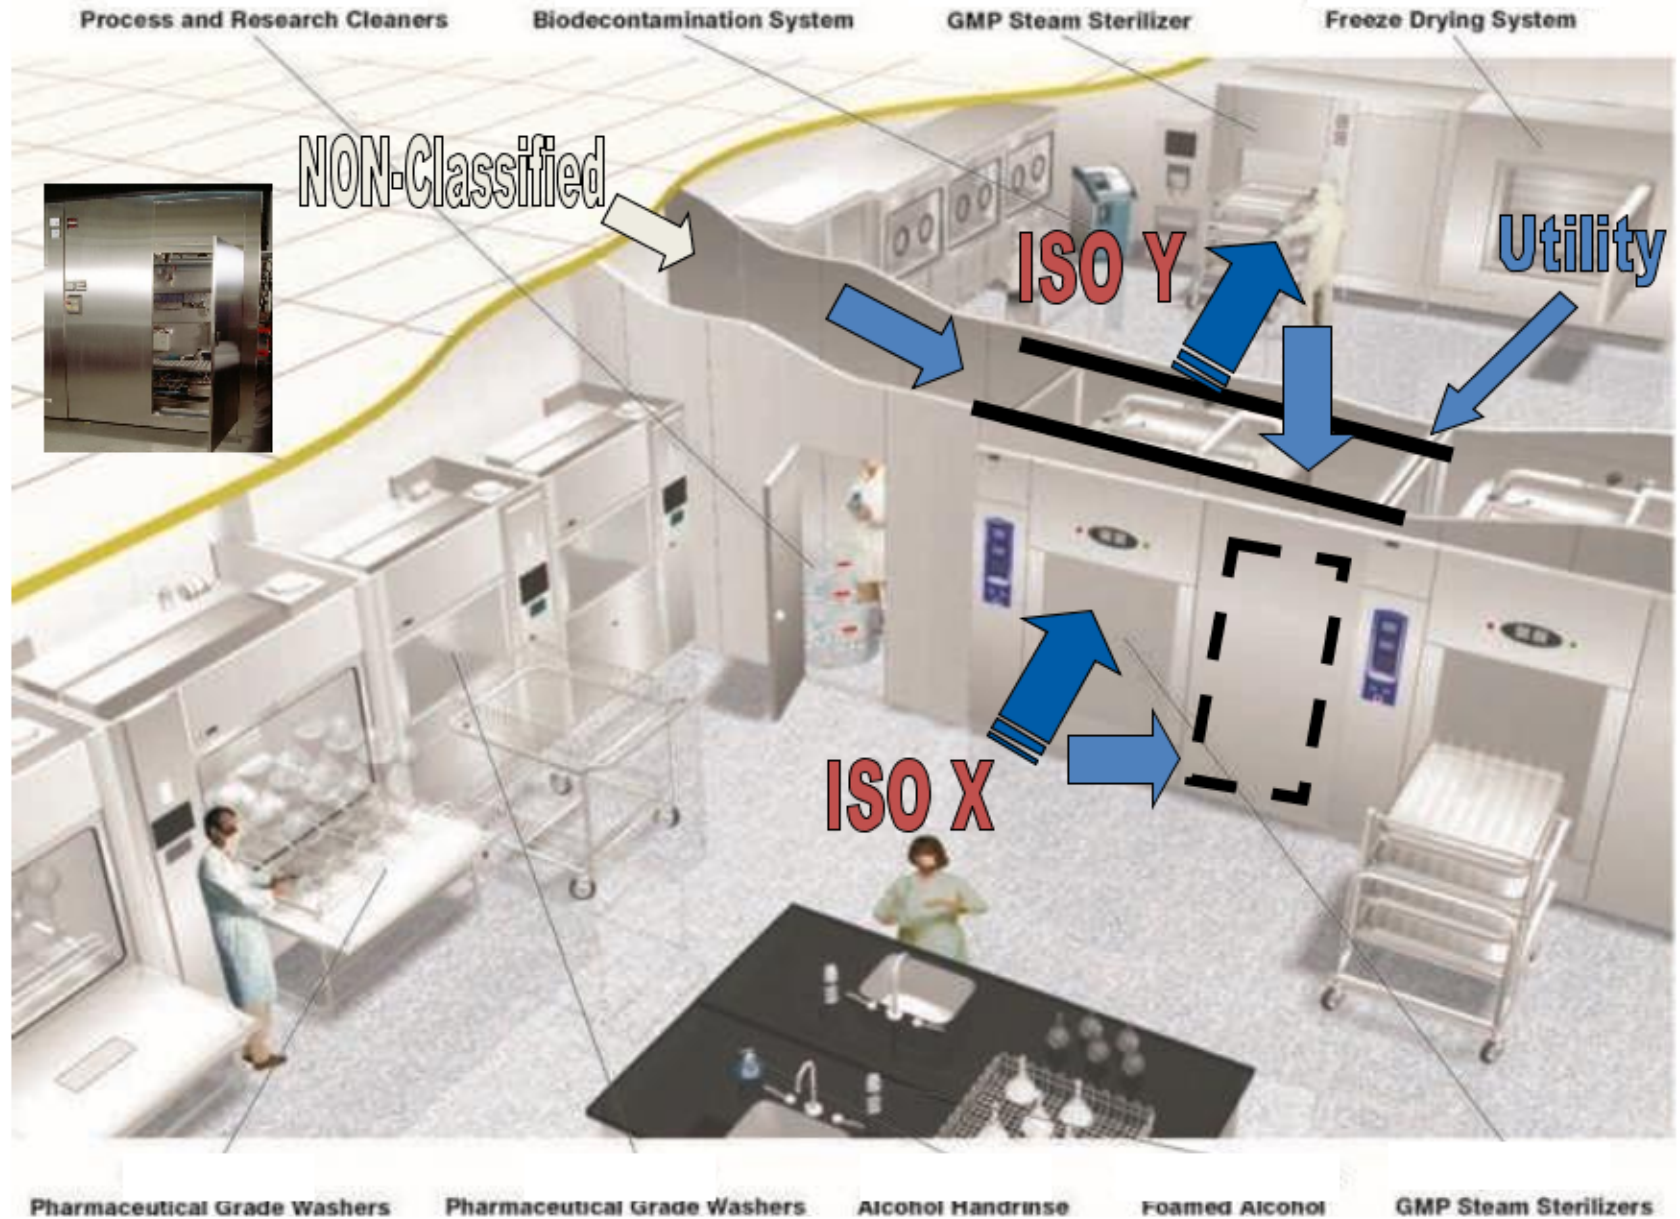 Process and Research Cleaners
Biodecontamination System
GMP Steam Sterilizer
Freeze Drying System
NON-Classified
Utility
ISO Y
ISO X
Pharmaceutical Grade Washers
Pharmaceutical Grade Washers
Alcohol Handrinse
Foamed Alcohol
GMP Steam Sterilizers